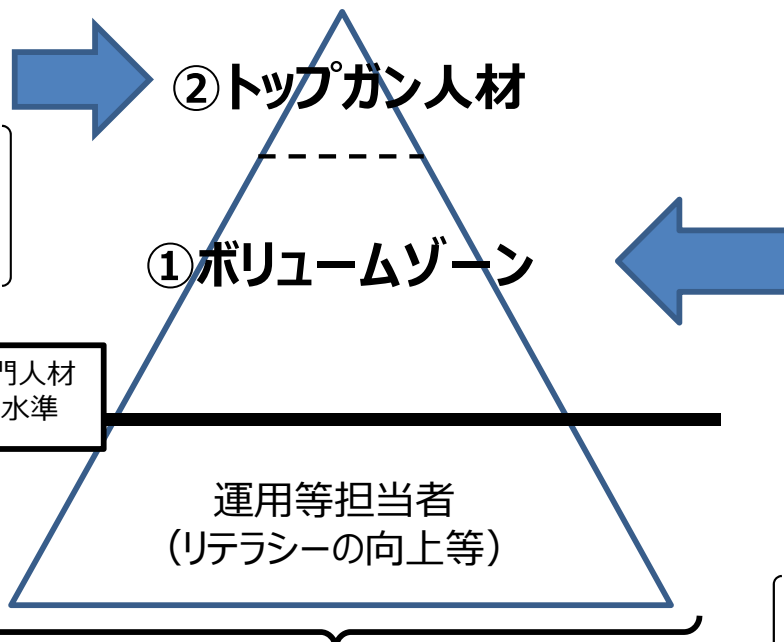 ②トップガン人材
①ボリュームゾーン
門人材
水準
運用等担当者
（リテラシーの向上等）